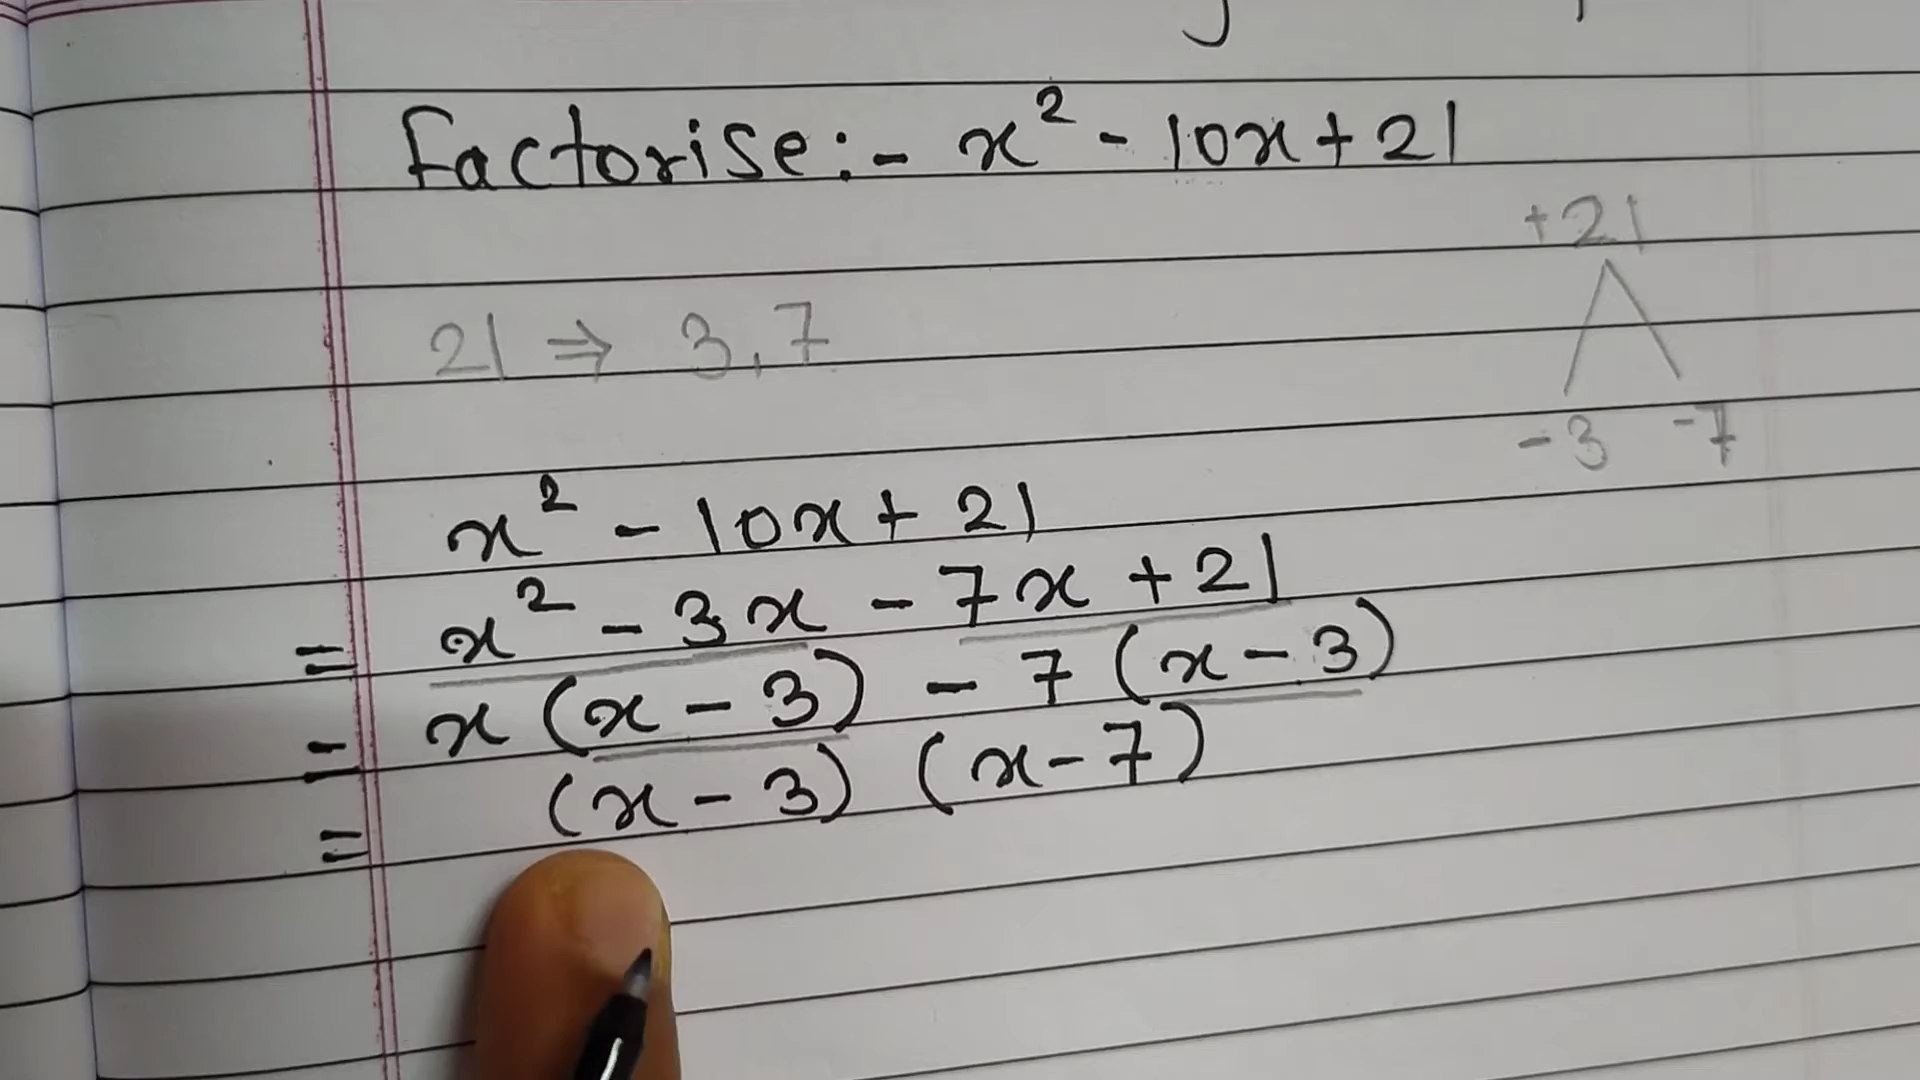 Factorise:- x² - 10x + 21
+21
21 ⇒ 3, 7
-3 -7
x² - 10x + 21
= x² - 3x - 7x + 21
= x (x - 3) - 7 (x - 3)
= (x - 3) (x - 7)